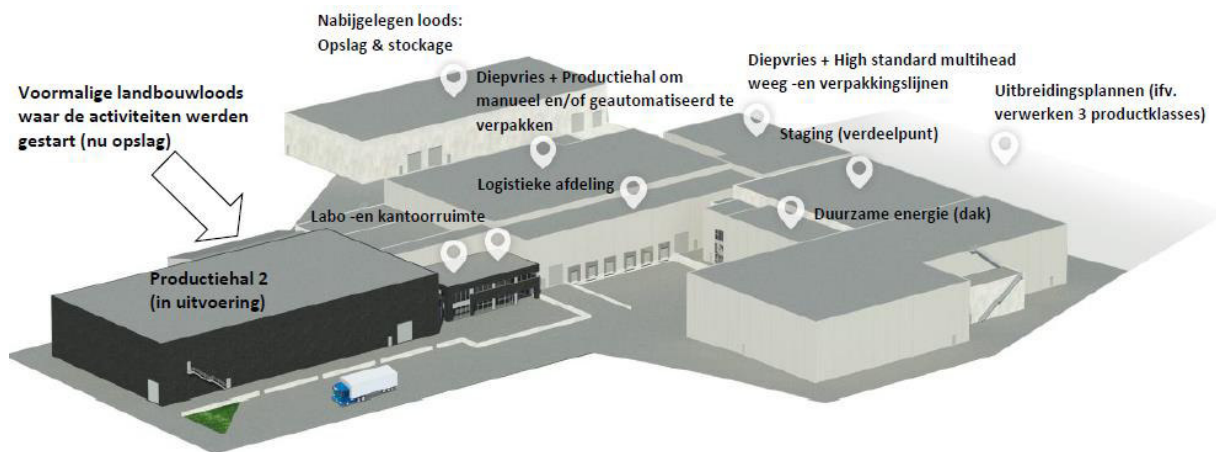 Nabijgelegen loods:
Opslag & stockage
Diepvries + Productiehal om
manueel en/of geautomatiseerd te
verpakken
Diepvries + High standard multihead
weeg -en verpakkingslijnen
Uitbreidingsplannen (ifv.
verwerken 3 productklasses)
Voormalige landbouwloods
waar de activiteiten werden
gestart (nu opslag)
Staging (verdeelpunt)
Logistieke afdeling
Labo -en kantoorruimte
Duurzame energie (dak)
Productiehal 2
(in uitvoering)